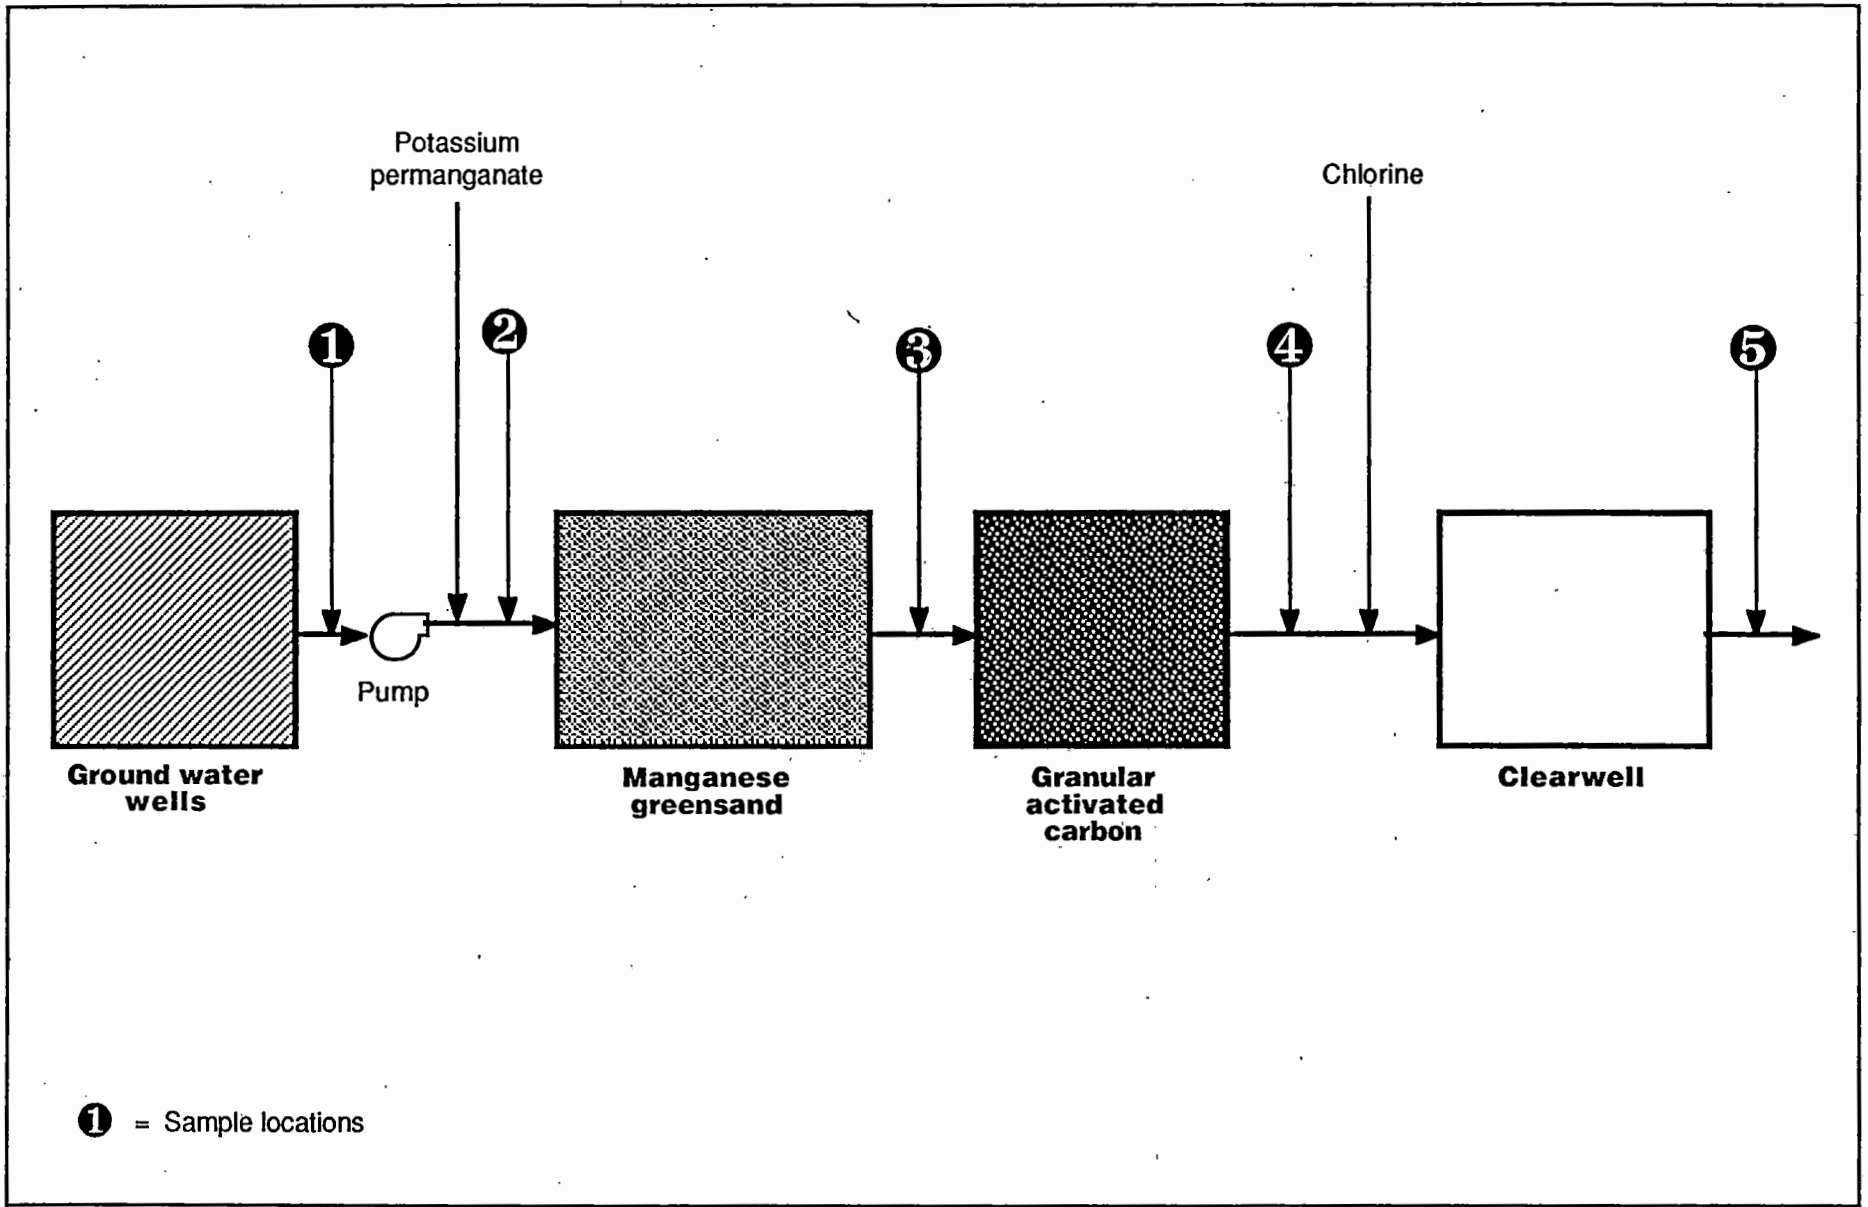 Potassium
permanganate
Chlorine
1
2
3
4
5
Pump
Ground water
wells
Manganese
greensand
Granular
activated
carbon
Clearwell
1 = Sample locations